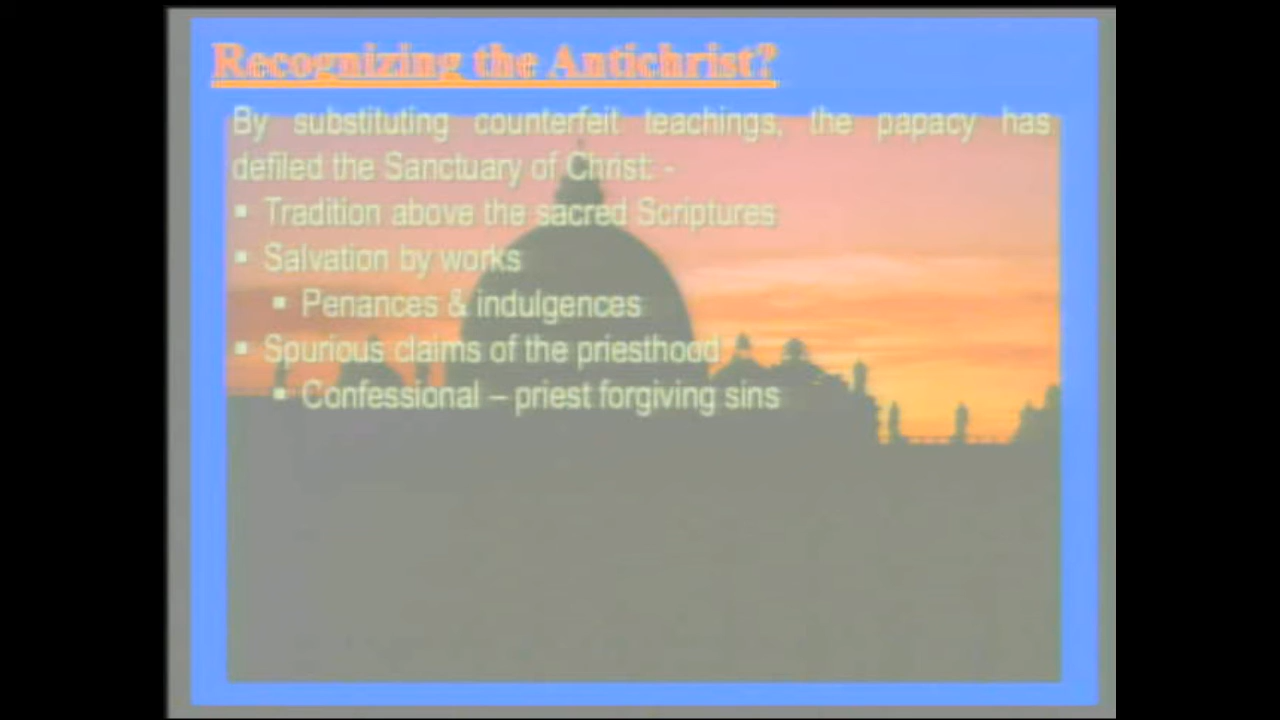 Recognizing the Antichrist?
By substituting counterfeit teachings, the papacy has
defiled the Sanctuary of Christ: -
▪ Tradition above the sacred Scriptures
▪ Salvation by works
▪ Penances & indulgences
▪ Spurious claims of the priesthood
▪ Confessional – priest forgiving sins